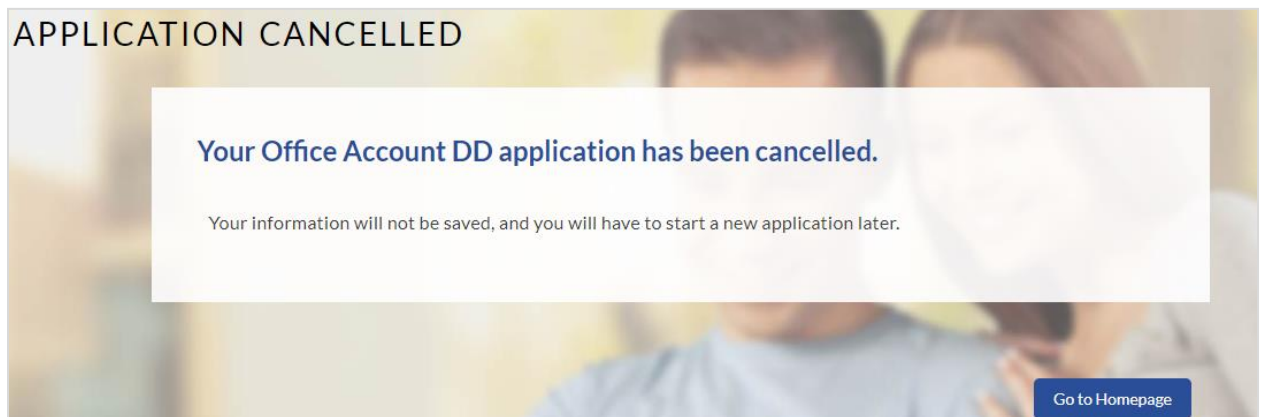 APPLICATION CANCELLED
Your Office Account DD application has been cancelled.
Your information will not be saved, and you will have to start a new application later.
Go to Homepage